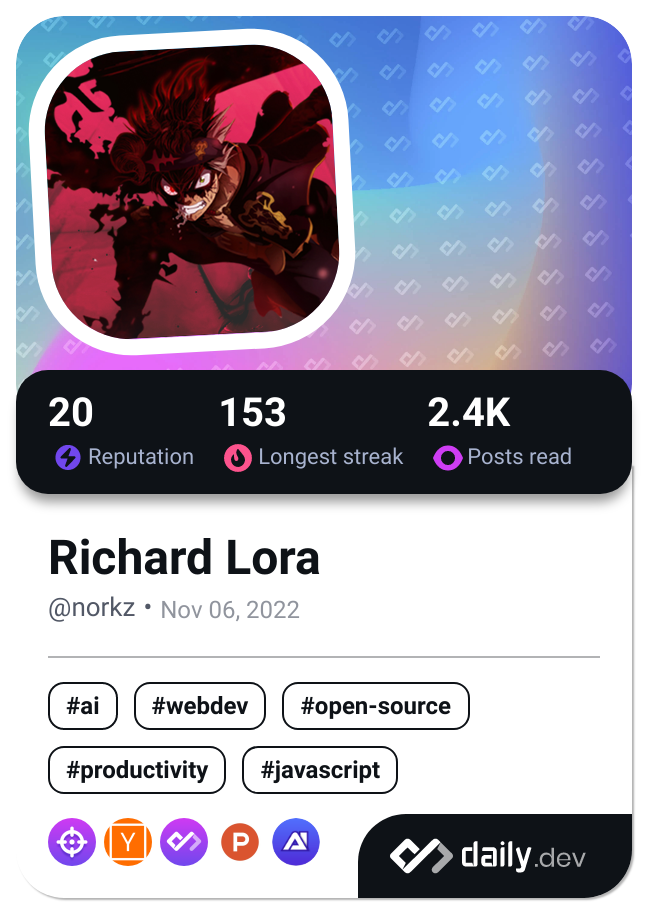 20 153 2.4K
Reputation Longest streak Posts read
Richard Lora
@norkz • Nov 06, 2022
#ai #webdev #open-source
#productivity #javascript
Y P AI daily.dev